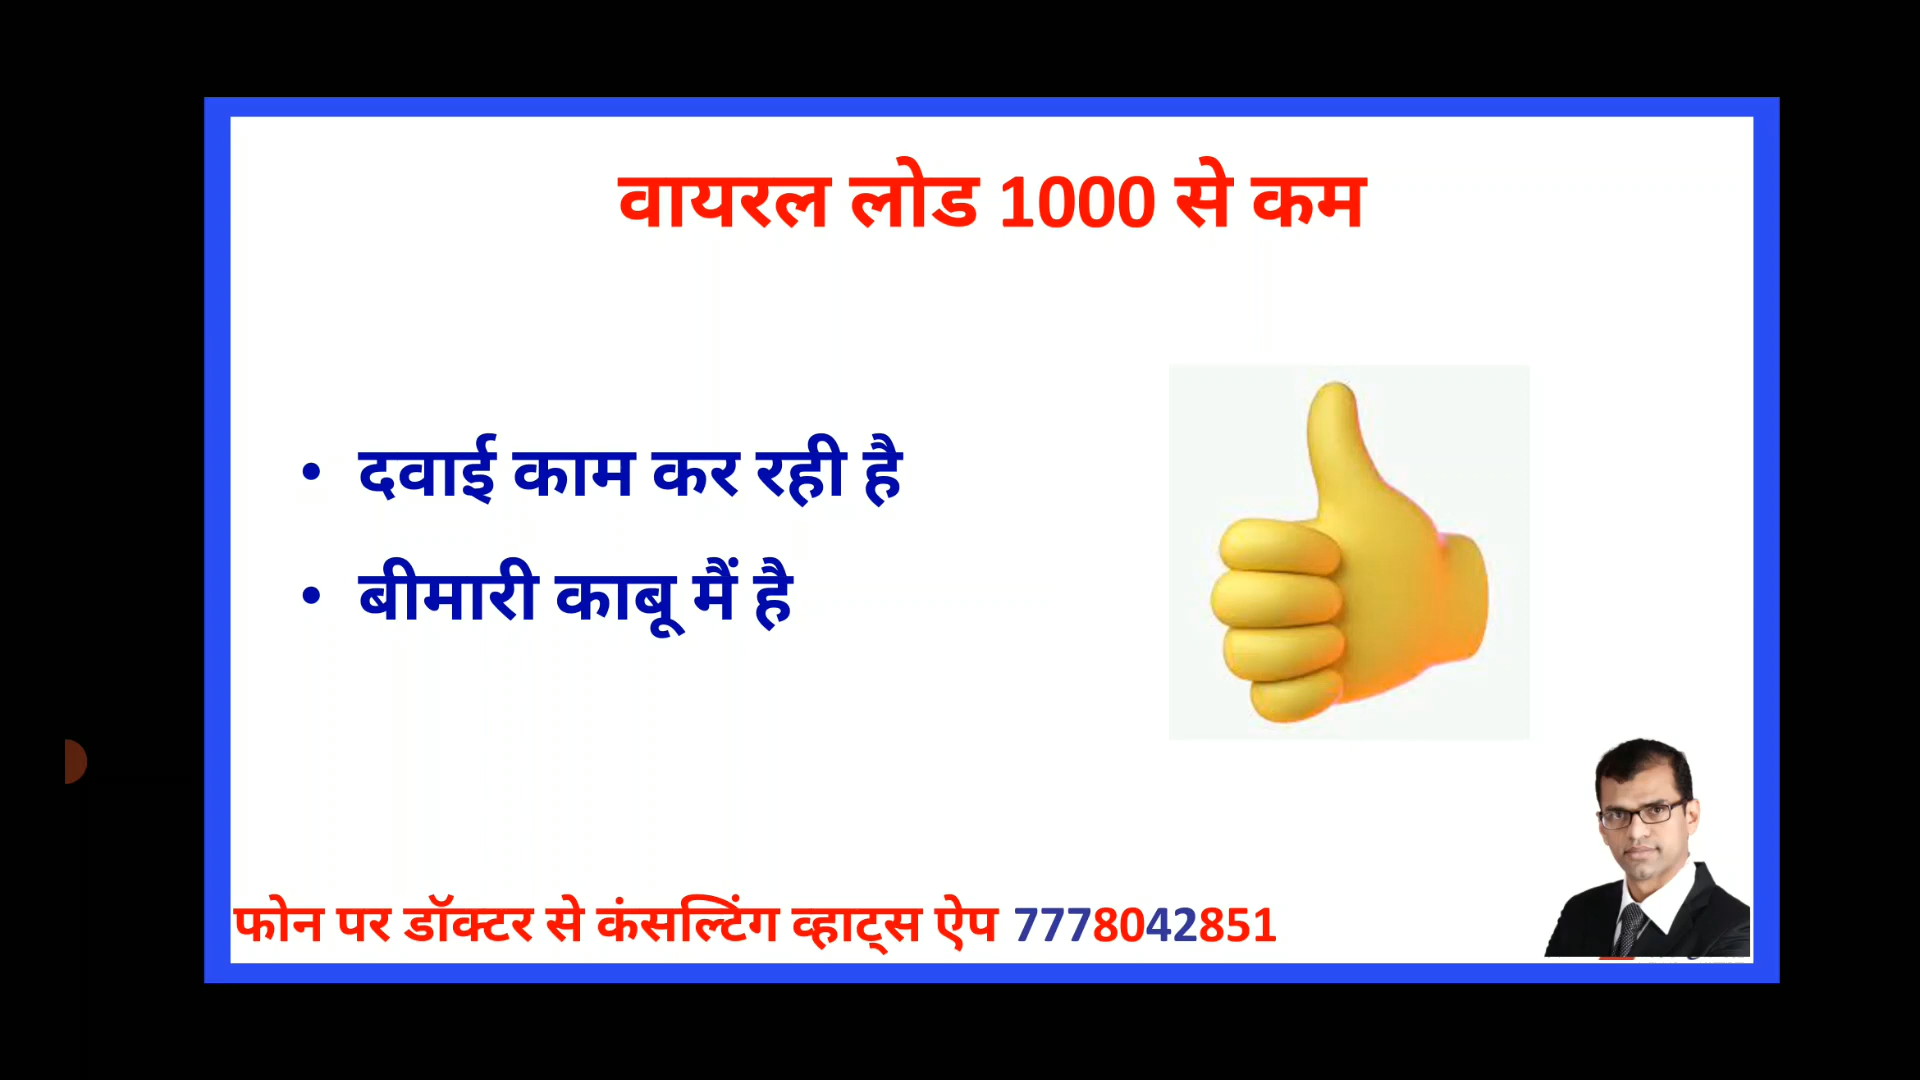 वायरल लोड 1000 से कम
• दवाई काम कर रही है
• बीमारी काबू मैं है
फोन पर डॉक्टर से कंसल्टिंग व्हाट्स ऐप 7778042851